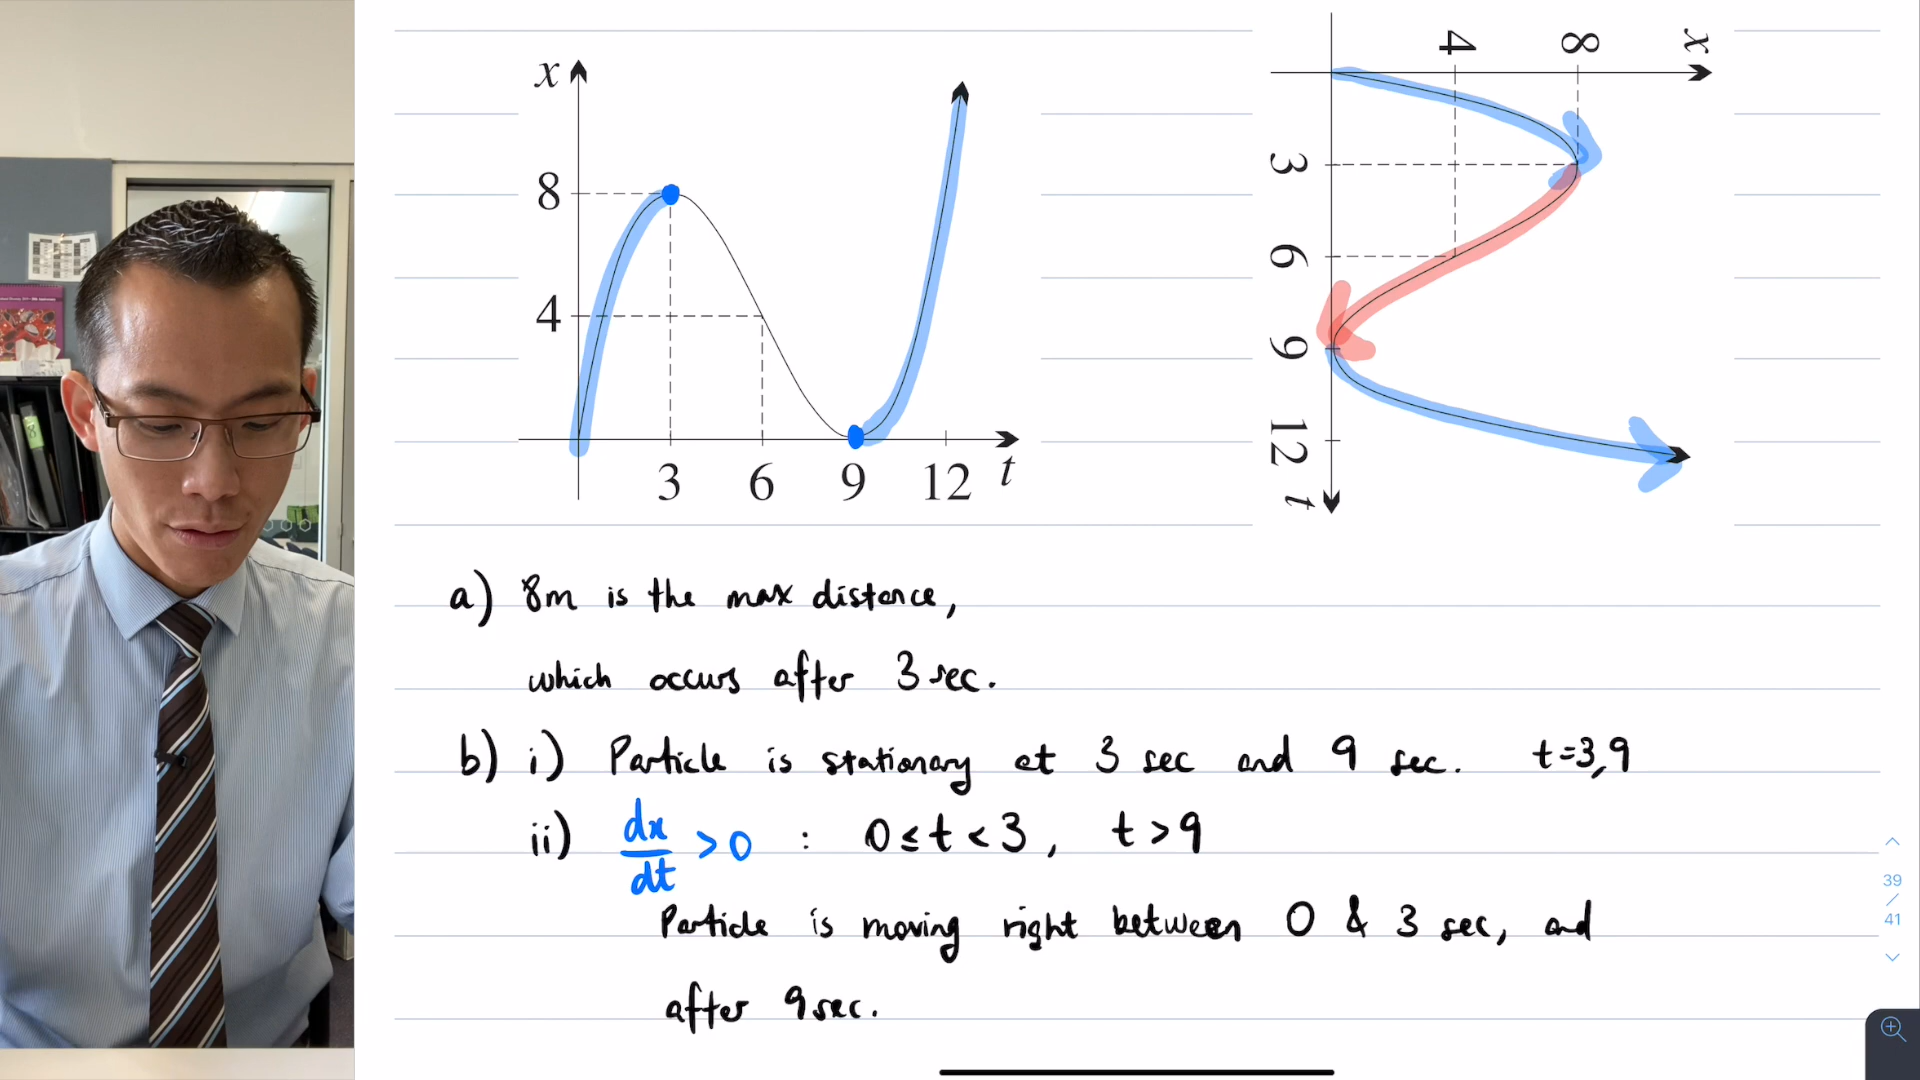 x
8
4
3 6 9 12 t
4 8 x
3
6
9
12
t
a) 8m is the max distance,
which occurs after 3 sec.
b) i) Particle is stationary at 3 sec and 9 sec. t=3,9
ii) dx/dt >0 : 0≤t<3, t>9
Particle is moving right between 0 & 3 sec, and
after 9 sec.
39
/
41